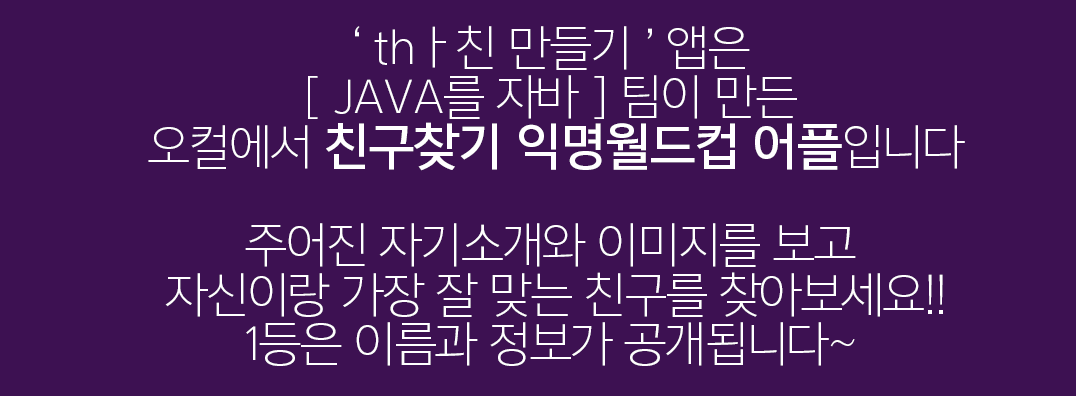 ‘ thㅏ친 만들기 ’ 앱은
[ JAVA를 자바 ] 팀이 만든
오컬에서 친구찾기 익명월드컵 어플입니다
주어진 자기소개와 이미지를 보고
자신이랑 가장 잘 맞는 친구를 찾아보세요!!
1등은 이름과 정보가 공개됩니다~